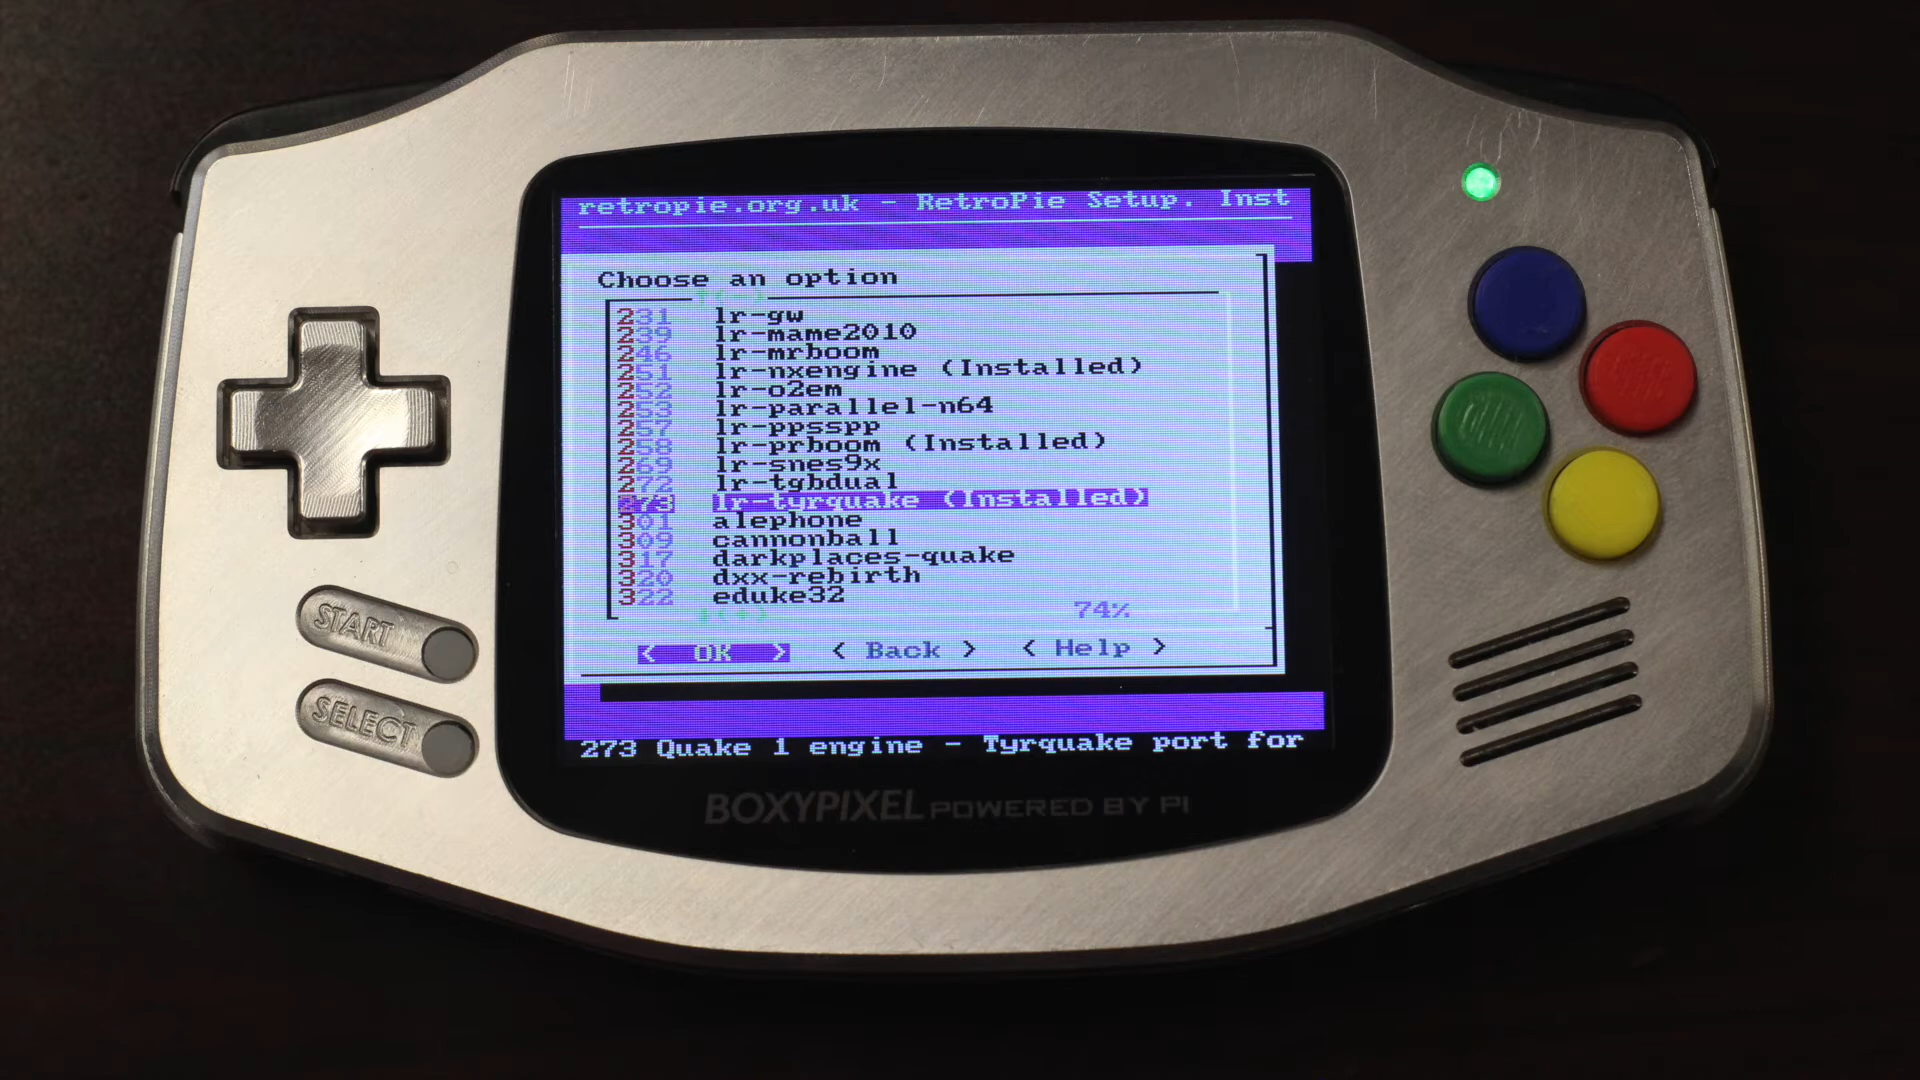 retropie.org.uk - RetroPie Setup. Inst
Choose an option
↑(-)
231 lr-gw
239 lr-mame2010
246 lr-mrboom
251 lr-nxengine (Installed)
252 lr-o2em
253 lr-parallel-n64
257 lr-ppsspp
258 lr-prboom (Installed)
269 lr-snes9x
272 lr-tgbdual
273 lr-tyrquake (Installed)
301 alephone
309 cannonball
317 darkplaces-quake
320 dxx-rebirth
322 eduke32
↓(+) 74%
< OK > < Back > < Help >
273 Quake 1 engine - Tyrquake port for
START
SELECT
BOXYPIXEL POWERED BY PI